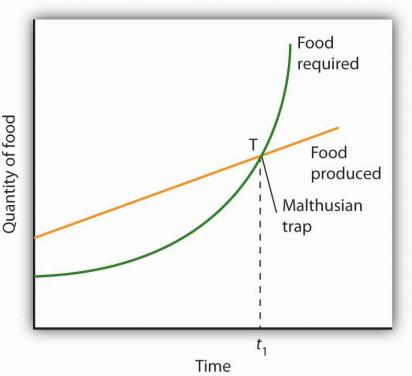 Food
required
T
Food
produced
Malthusian
trap
Quantity of food
t1
Time